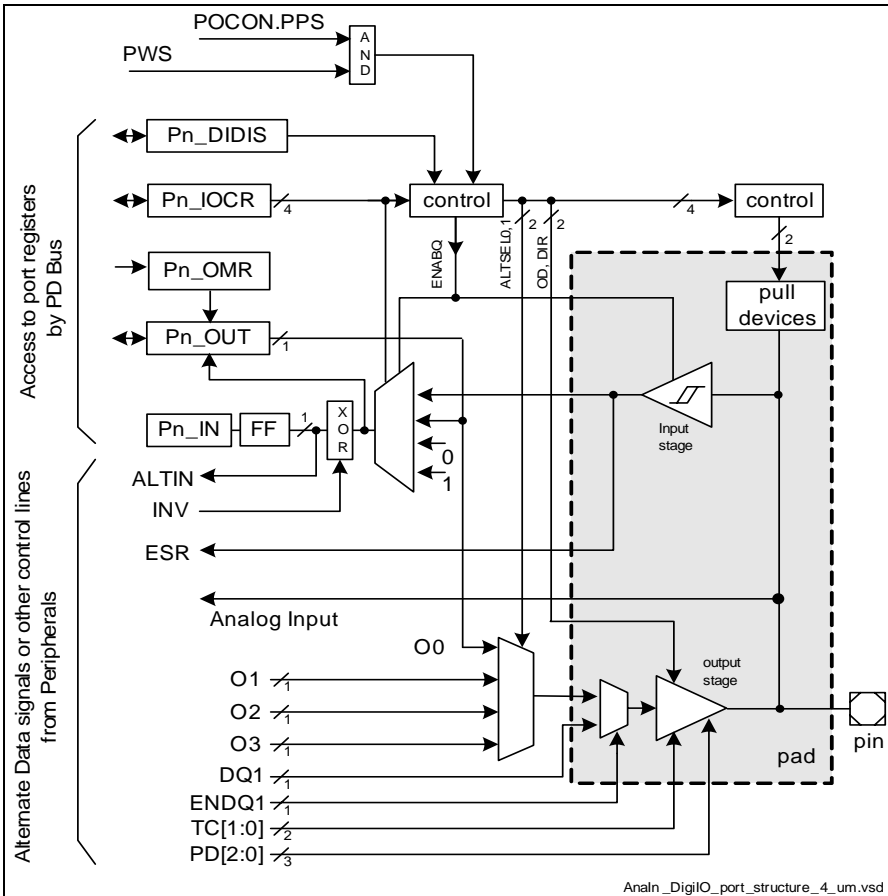 POCON.PPS
PWS
AND
Access to port registers
by PD Bus
Pn_DIDIS
Pn_IOCR
4
control
ALTSEL0,1
2
OD, DIR
2
4
control
2
ENABQ
Pn_OMR
pull
devices
Pn_OUT
1
Pn_IN
FF
1
XOR
0
1
Input
stage
Alternate Data signals or other control lines
from Peripherals
ALTIN
INV
ESR
Analog Input
O0
O1
1
O2
1
O3
1
DQ1
1
ENDQ1
1
TC[1:0]
2
PD[2:0]
3
output
stage
pad
pin
AnaIn_DigiIO_port_structure_4_um.vsd